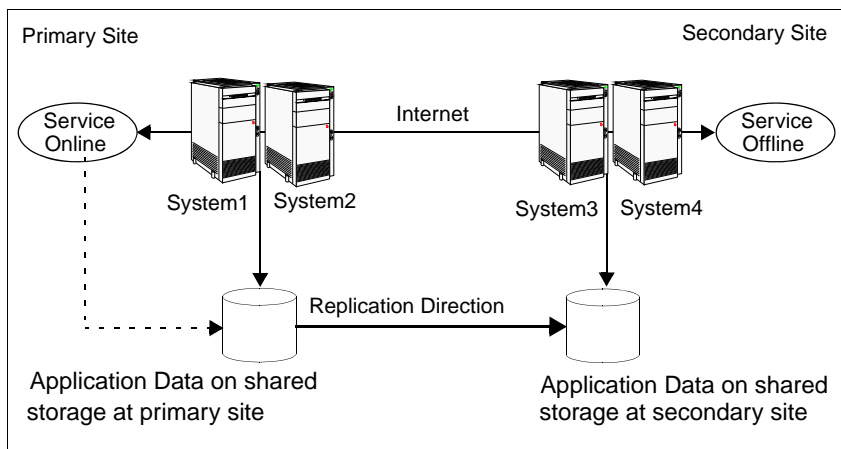 Primary Site
Secondary Site
Service
Online
Internet
Service
Offline
System1
System2
System3
System4
Replication Direction
Application Data on shared
storage at primary site
Application Data on shared
storage at secondary site